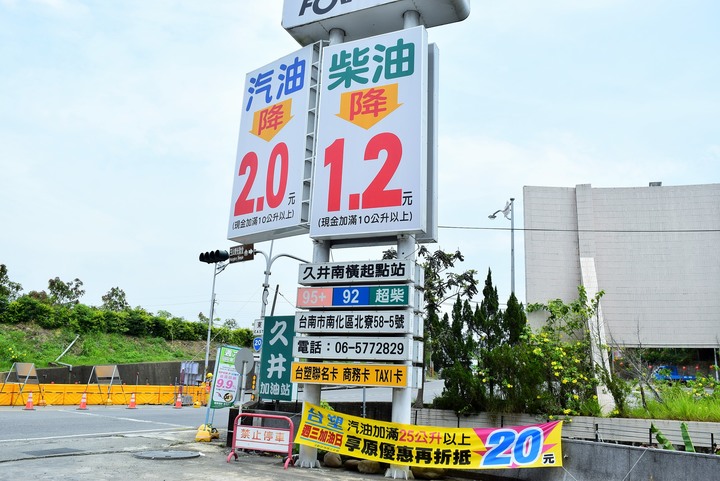 汽油
降
2.0元
(現金加滿10公升以上)
柴油
降
1.2元
(現金加滿10公升以上)
久井南橫起點站
95+ 92 超柴
台南市南化區北寮58-5號
電話：06-5772829
台塑聯名卡 商務卡 TAXI卡
久井
加油站
9.9
禁止停車
台塑
週三加油日
汽油加滿25公升以上
享原優惠再折抵
20元